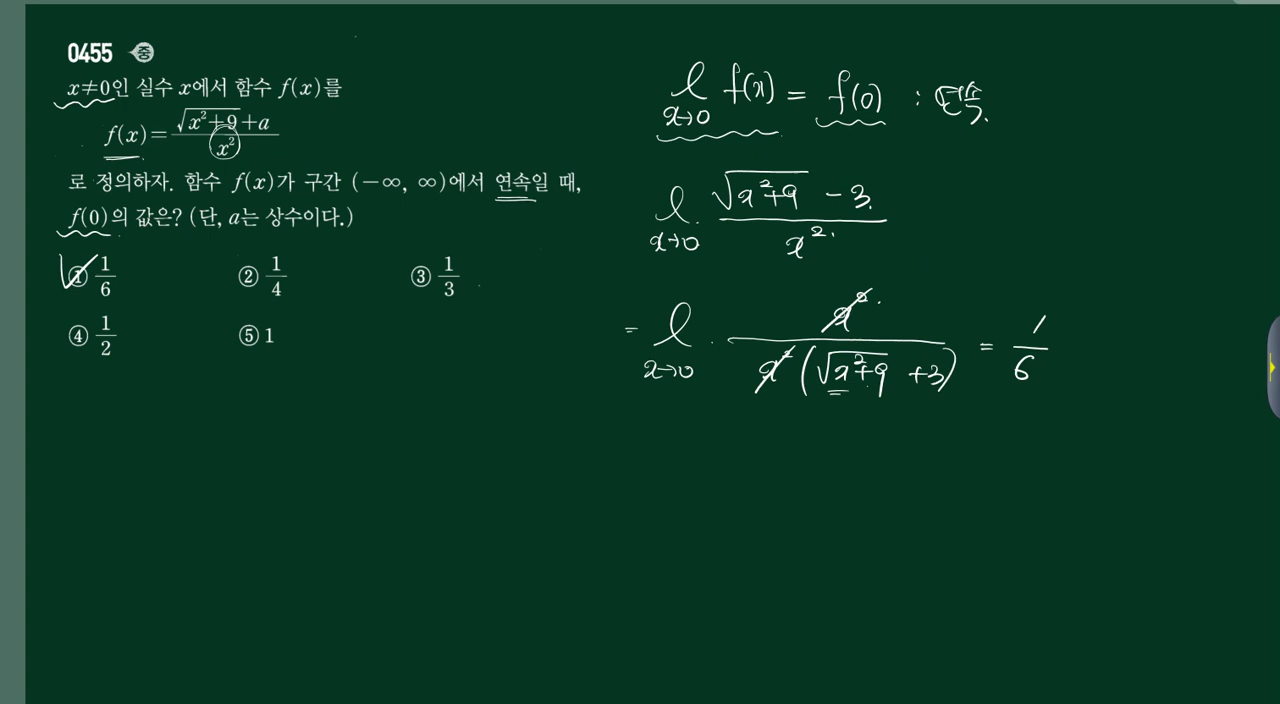 0455 중
x≠0인 실수 x에서 함수 f(x)를
f(x)=(√(x²+9)+a)/x²
로 정의하자. 함수 f(x)가 구간 (−∞, ∞)에서 연속일 때,
f(0)의 값은? (단, a는 상수이다.)
① 1/6 ② 1/4 ③ 1/3
④ 1/2 ⑤ 1
l x→0 f(x) = f(0) : 연속.
l x→0 (√(x²+9) − 3)/x²
= l x→0 x²/(x²(√(x²+9) + 3)) = 1/6